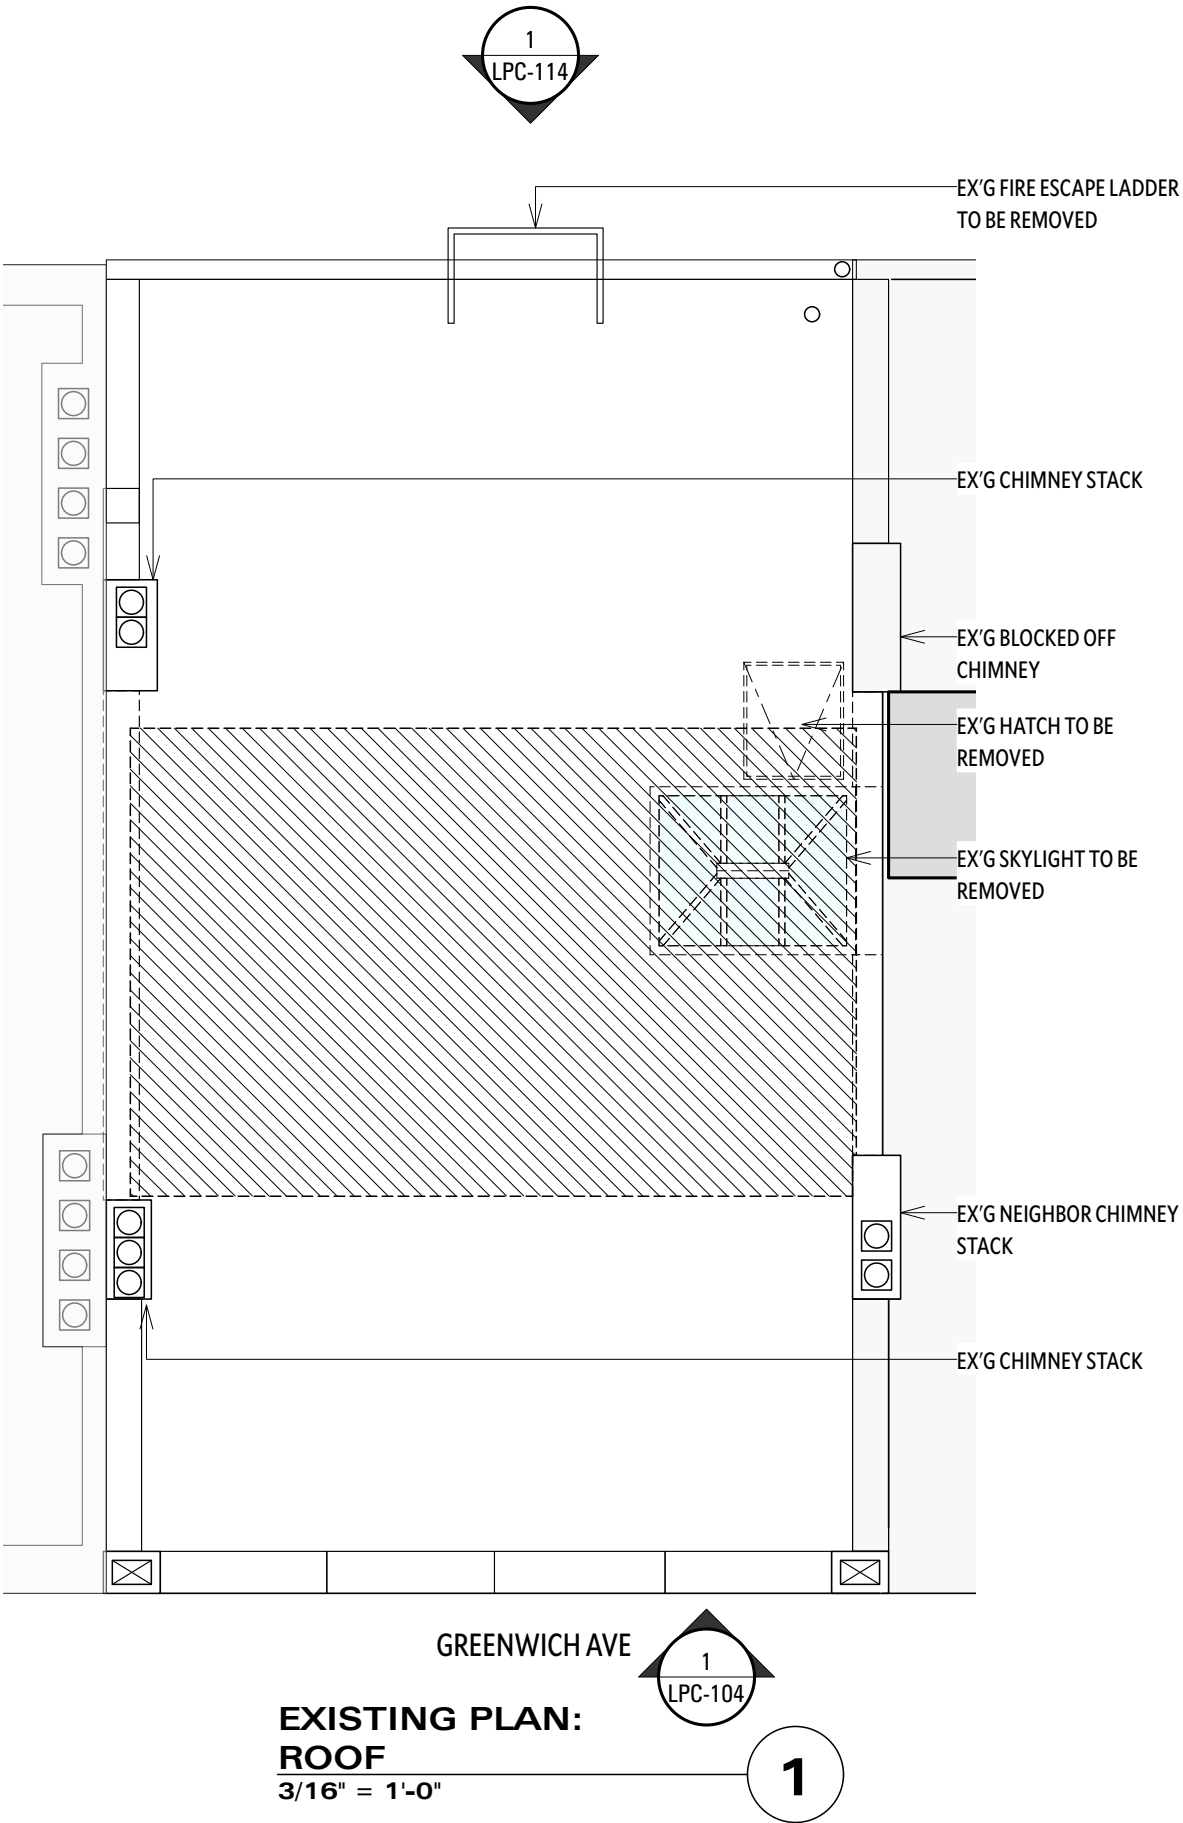 1
LPC-114
EX'G FIRE ESCAPE LADDER
TO BE REMOVED
EX'G CHIMNEY STACK
EX'G BLOCKED OFF
CHIMNEY
EX'G HATCH TO BE
REMOVED
EX'G SKYLIGHT TO BE
REMOVED
EX'G NEIGHBOR CHIMNEY
STACK
EX'G CHIMNEY STACK
GREENWICH AVE
1
LPC-104
EXISTING PLAN:
ROOF
3/16" = 1'-0"
1